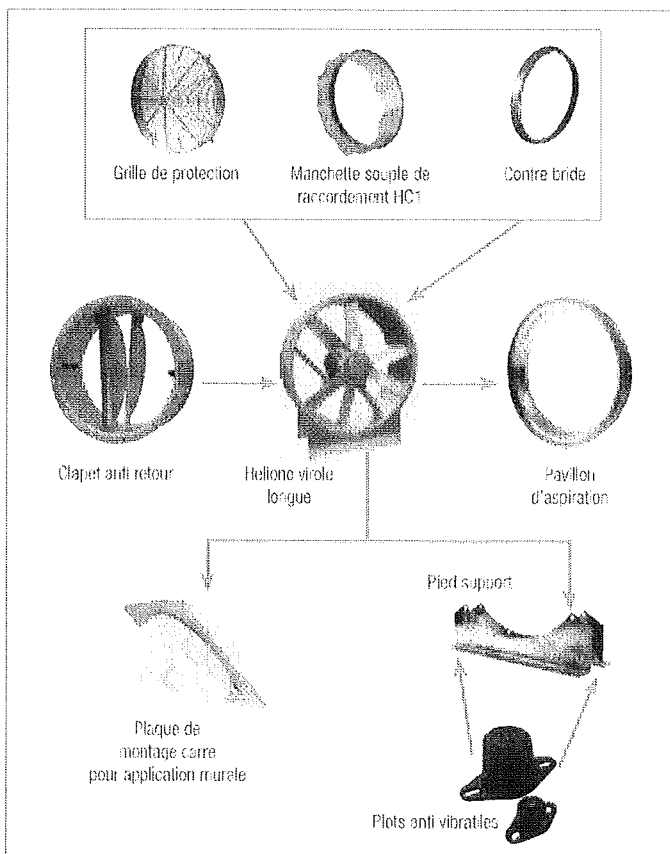 Grille de protection
Manchette souple de
raccordement HC1
Contre bride
Clapet anti retour
Helione virole
longue
Pavillon
d'aspiration
Pied support
Plaque de
montage carre
pour application murale
Plots anti vibratiles